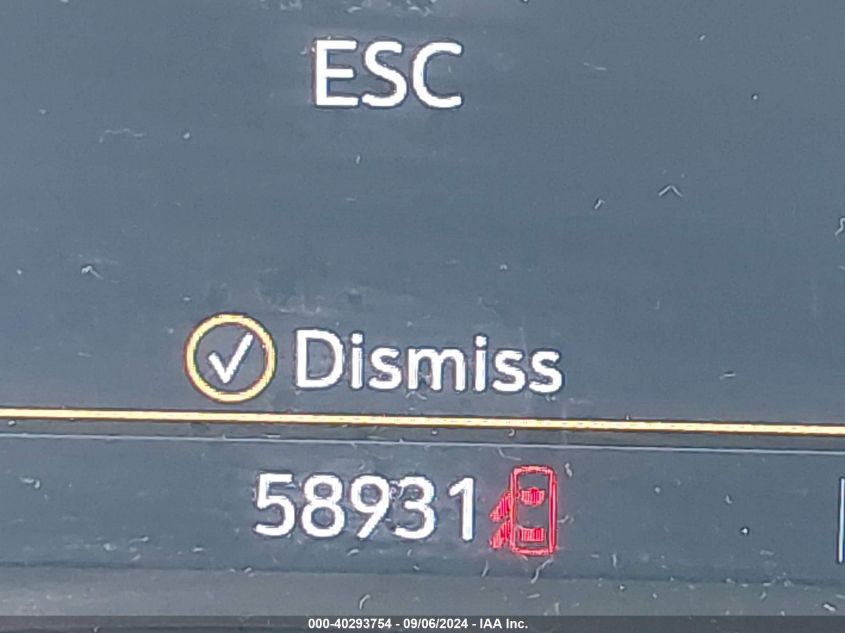 ESC
Dismiss
58931
000-40293754 - 09/06/2024 - IAA Inc.